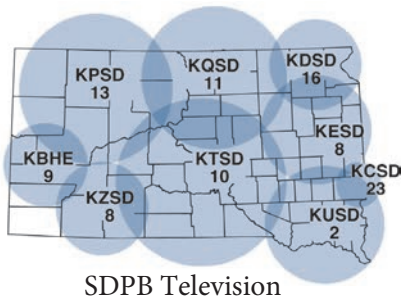 KPSD
13
KQSD
11
KDSD
16
KESD
8
KBHE
9
KTSD
10
KCSD
23
KZSD
8
KUSD
2
SDPB Television